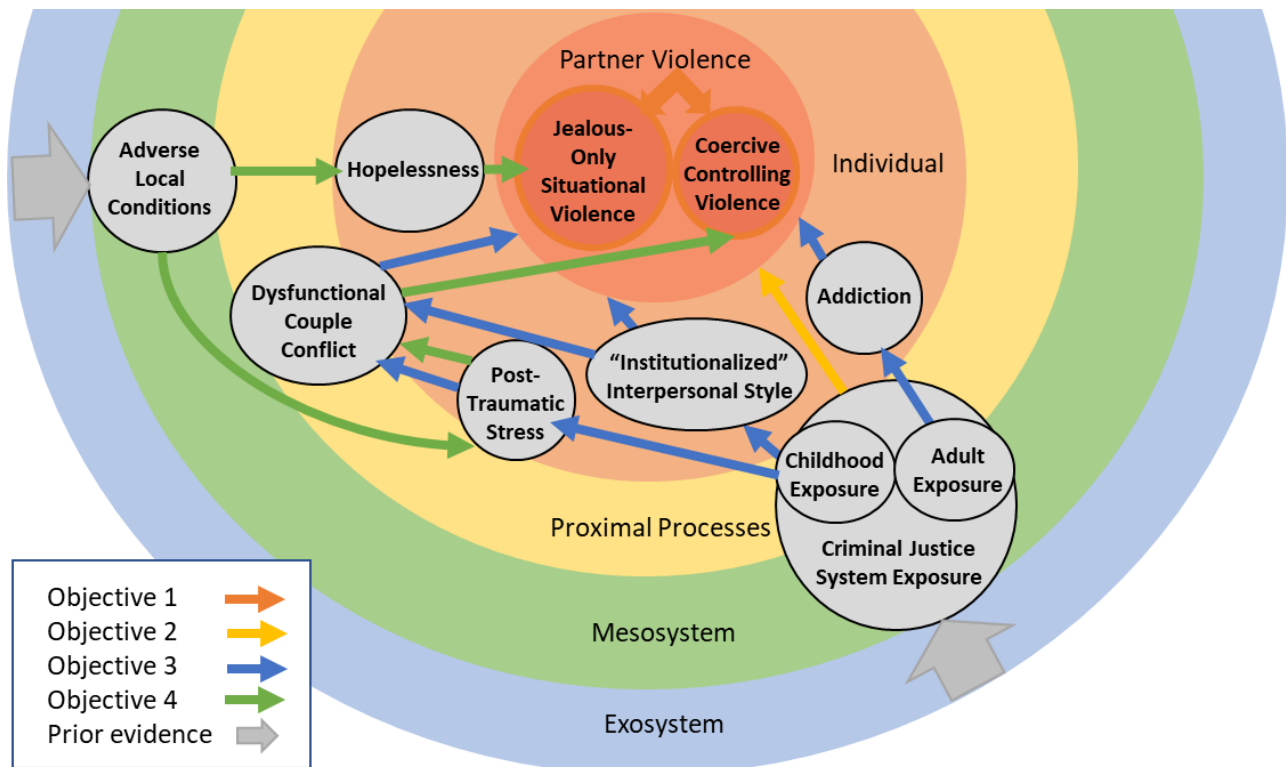 Partner Violence
Adverse
Local
Conditions
Hopelessness
Jealous-
Only
Situational
Violence
Coercive
Controlling
Violence
Individual
Dysfunctional
Couple
Conflict
Addiction
Post-
Traumatic
Stress
“Institutionalized”
Interpersonal Style
Childhood
Exposure
Adult
Exposure
Criminal Justice
System Exposure
Proximal Processes
Mesosystem
Exosystem
Objective 1
Objective 2
Objective 3
Objective 4
Prior evidence